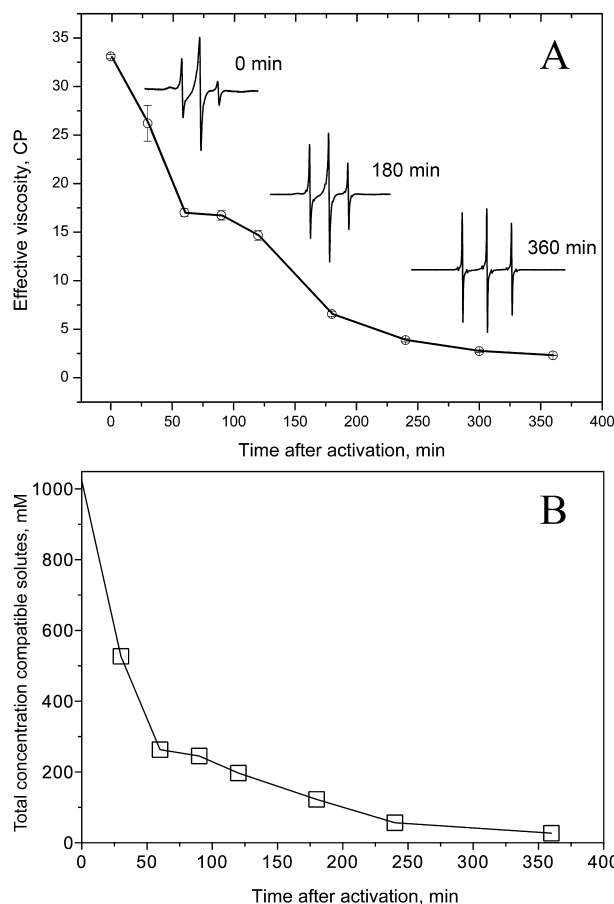 A
35
30
25
20
15
10
5
0
Effective viscosity, CP
0 min
180 min
360 min
0 50 100 150 200 250 300 350 400
Time after activation, min
B
1000
800
600
400
200
0
Total concentration compatible solutes, mM
0 50 100 150 200 250 300 350
Time after activation, min